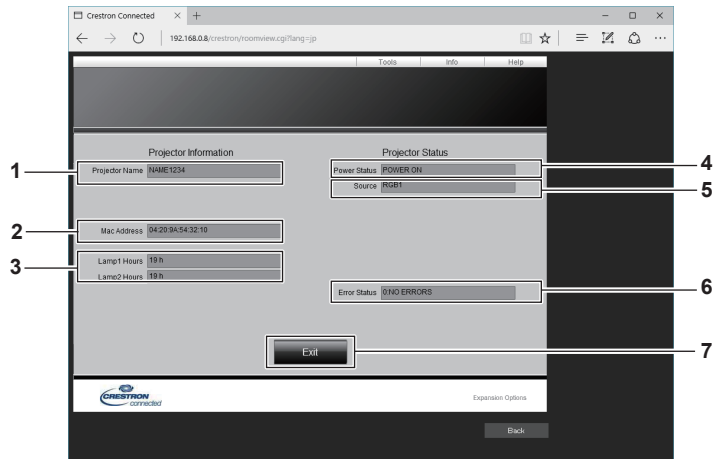 Crestron Connected
192.168.0.8/crestron/roomview.cgi?lang=jp
Tools Info Help
Projector Information Projector Status
1 Projector Name NAME1234
Power Status POWER ON 4
Source RGB1 5
2 Mac Address 04:20:9A:54:32:10
3 Lamp1 Hours 19 h
Lamp2 Hours 19 h
Error Status 0:NO ERRORS 6
Exit 7
CRESTRON connected
Expansion Options
Back